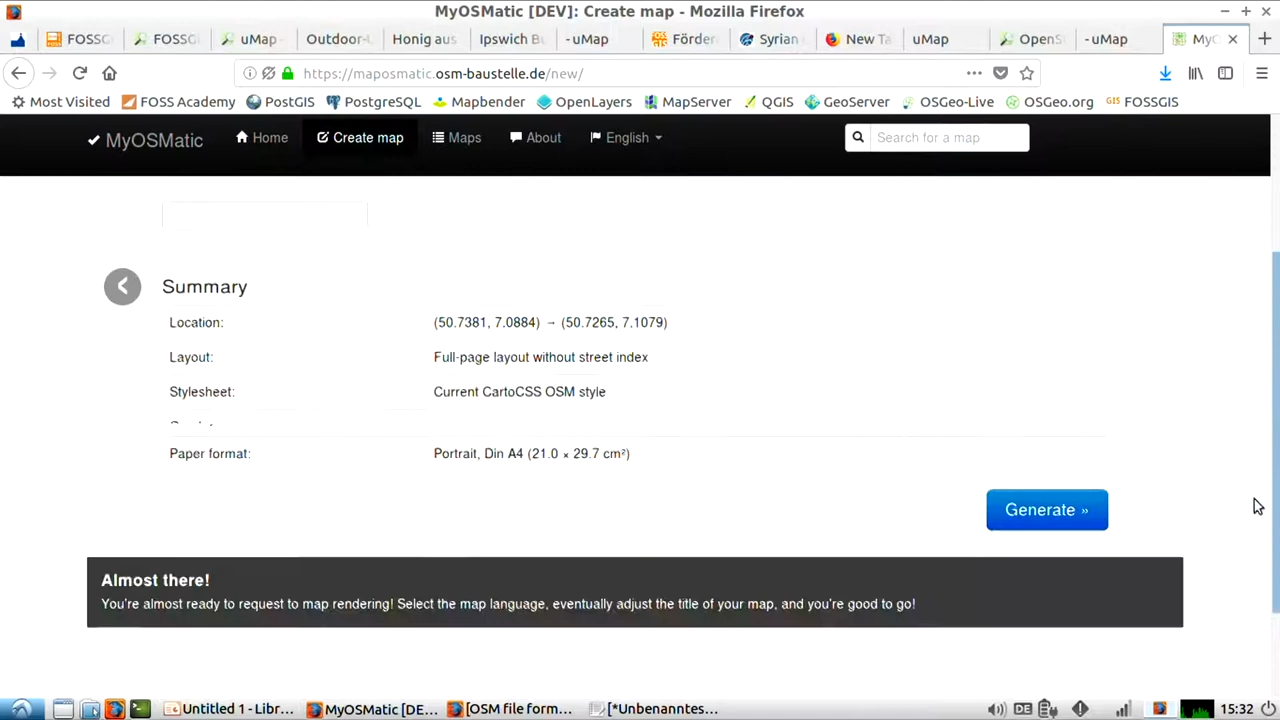 MyOSMatic [DEV]: Create map - Mozilla Firefox
FOSSG
FOSSG
uMap -
Outdoor-
Honig aus
Ipswich Bu
- uMap
Förder
Syrian
New Ta
uMap
OpenS
- uMap
MyO
https://maposmatic.osm-baustelle.de/new/
Most Visited
FOSS Academy
PostGIS
PostgreSQL
Mapbender
OpenLayers
MapServer
QGIS
GeoServer
OSGeo-Live
OSGeo.org
GIS FOSSGIS
MyOSMatic
Home
Create map
Maps
About
English
Search for a map
Summary
Location: (50.7381, 7.0884) → (50.7265, 7.1079)
Layout: Full-page layout without street index
Stylesheet: Current CartoCSS OSM style
Paper format: Portrait, Din A4 (21.0 × 29.7 cm²)
Generate »
Almost there!
You're almost ready to request to map rendering! Select the map language, eventually adjust the title of your map, and you're good to go!
Untitled 1 - Libr...
MyOSMatic [DE...
[OSM file form...
[*Unbenanntes...
DE
15:32